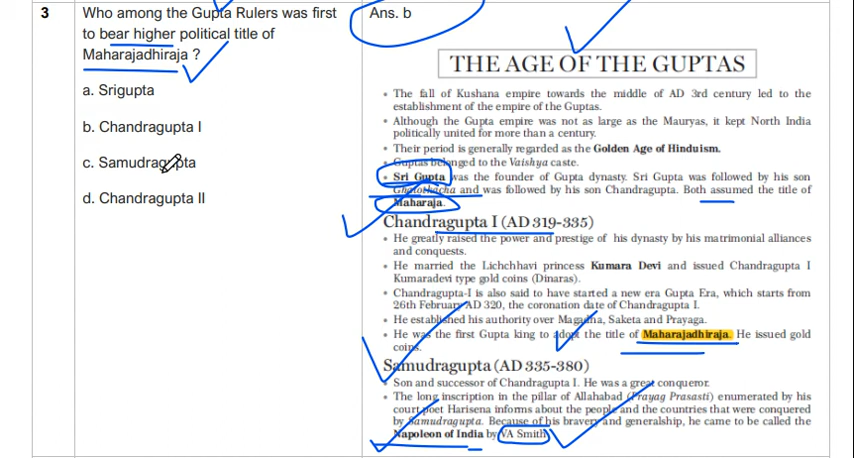 3
Who among the Gupta Rulers was first
to bear higher political title of
Maharajadhiraja ?
a. Srigupta
b. Chandragupta I
c. Samudragupta
d. Chandragupta II
Ans. b
THE AGE OF THE GUPTAS
• The fall of Kushana empire towards the middle of AD 3rd century led to the
establishment of the empire of the Guptas.
• Although the Gupta empire was not as large as the Mauryas, it kept North India
politically united for more than a century.
• Their period is generally regarded as the Golden Age of Hinduism.
• Guptas belonged to the Vaishya caste.
• Sri Gupta was the founder of Gupta dynasty. Sri Gupta was followed by his son
Ghatotkacha and was followed by his son Chandragupta. Both assumed the title of
Maharaja.
Chandragupta I (AD 319-335)
• He greatly raised the power and prestige of his dynasty by his matrimonial alliances
and conquests.
• He married the Lichchhavi princess Kumara Devi and issued Chandragupta I
Kumaradevi type gold coins (Dinaras).
• Chandragupta-I is also said to have started a new era Gupta Era, which starts from
26th February AD 320, the coronation date of Chandragupta I.
• He established his authority over Magadha, Saketa and Prayaga.
• He was the first Gupta king to adopt the title of Maharajadhiraja. He issued gold
coins.
Samudragupta (AD 335-380)
• Son and successor of Chandragupta I. He was a great conqueror.
• The long inscription in the pillar of Allahabad (Prayag Prasasti) enumerated by his
court poet Harisena informs about the people and the countries that were conquered
by Samudragupta. Because of his bravery and generalship, he came to be called the
Napoleon of India by VA Smith.